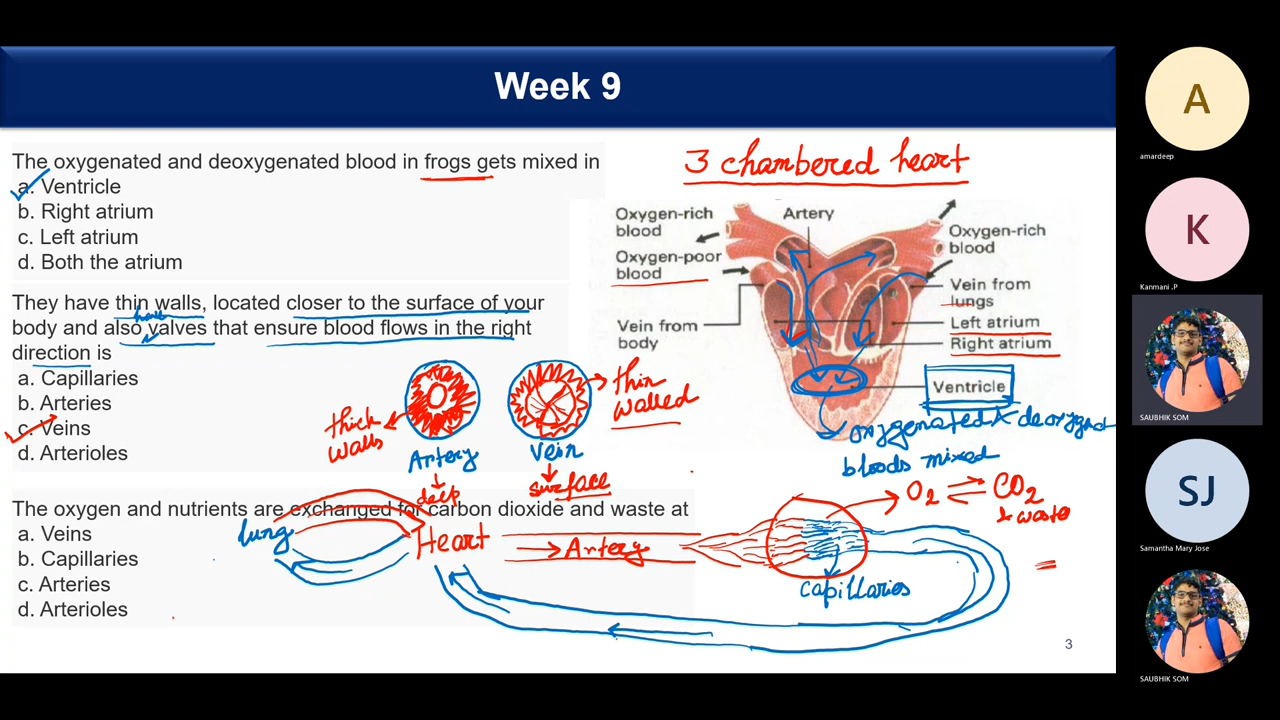 Week 9
The oxygenated and deoxygenated blood in frogs gets mixed in
a. Ventricle
b. Right atrium
c. Left atrium
d. Both the atrium
They have thin walls, located closer to the surface of your
have
body and also valves that ensure blood flows in the right
direction is
a. Capillaries
b. Arteries
c. Veins
d. Arterioles
The oxygen and nutrients are exchanged for carbon dioxide and waste at
a. Veins
b. Capillaries
c. Arteries
d. Arterioles
3 chambered heart
Oxygen-rich
blood
Oxygen-poor
blood
Vein from
body
Artery
Oxygen-rich
blood
Vein from
lungs
Left atrium
Right atrium
Ventricle
oxygenated & deoxygnat
bloods mixed
thick
walls
Artery
deep
thin
walled
Vein
surface
lung
Heart
Artery
capillaries
O2
CO2
& waste
3
A
amardeep
K
Kanmani .P
SAUBHIK SOM
SJ
Samantha Mary Jose
SAUBHIK SOM